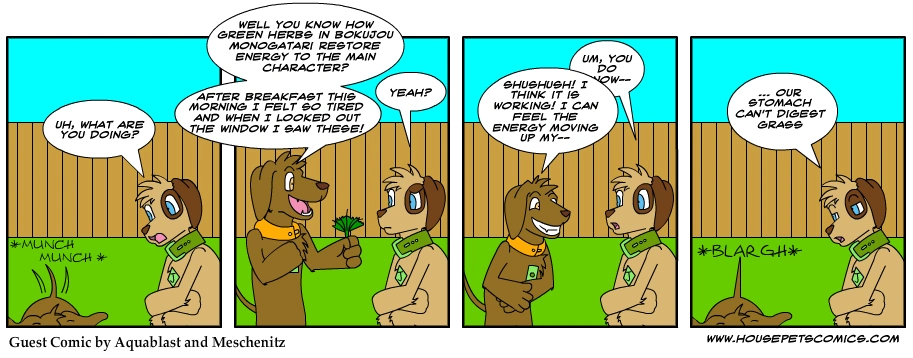 UH, WHAT ARE
YOU DOING?
*MUNCH
MUNCH*
WELL YOU KNOW HOW
GREEN HERBS IN BOKUJOU
MONOGATARI RESTORE
ENERGY TO THE MAIN
CHARACTER?
AFTER BREAKFAST THIS
MORNING I FELT SO TIRED
AND WHEN I LOOKED OUT
THE WINDOW I SAW THESE!
YEAH?
UM, YOU
DO
NOW--
SHUSHUSH! I
THINK IT IS
WORKING! I CAN
FEEL THE
ENERGY MOVING
UP MY--
... OUR
STOMACH
CAN'T DIGEST
GRASS
*BLARGH*
Guest Comic by Aquablast and Meschenitz
WWW.HOUSEPETSCOMICS.COM